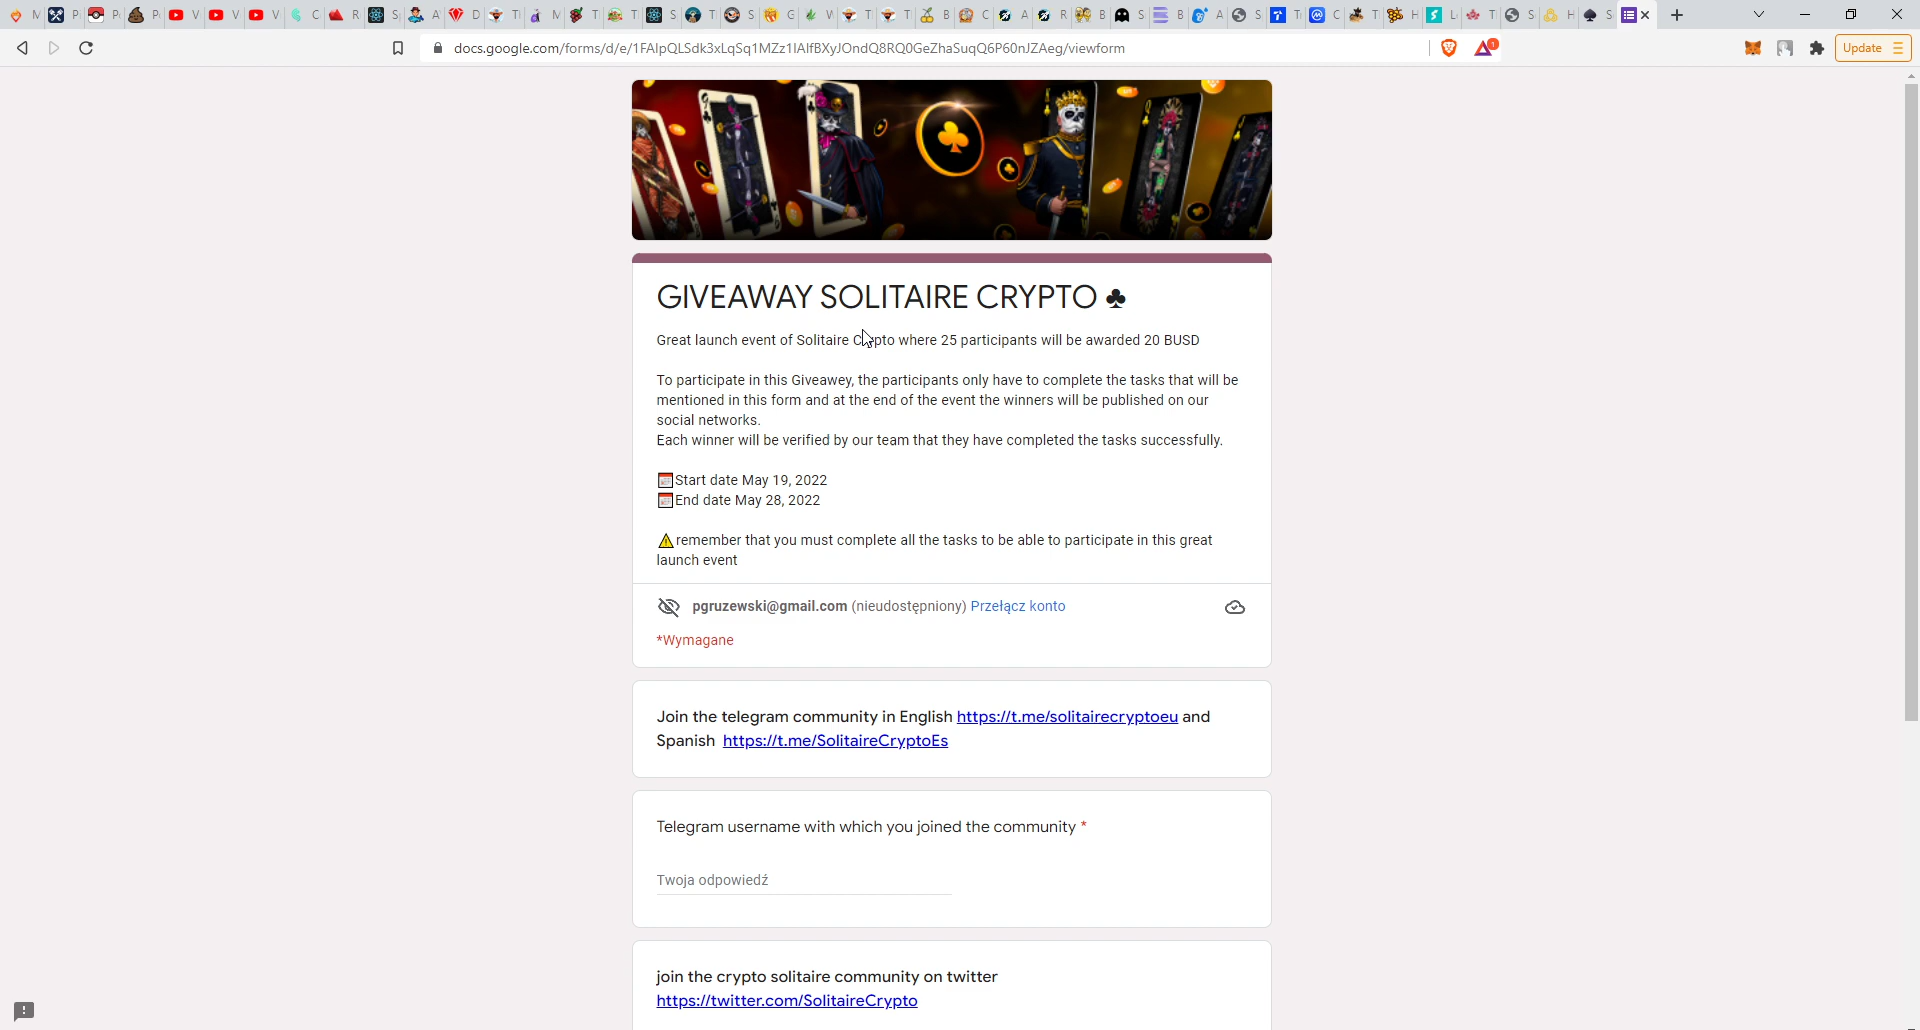 docs.google.com/forms/d/e/1FAIpQLSdk3xLqSq1MZz1IAIfBXyJOndQ8RQ0GeZhaSuqQ6P60nJZAeg/viewform
1
Update
GIVEAWAY SOLITAIRE CRYPTO ♣
Great launch event of Solitaire Crypto where 25 participants will be awarded 20 BUSD
To participate in this Giveawey, the participants only have to complete the tasks that will be
mentioned in this form and at the end of the event the winners will be published on our
social networks.
Each winner will be verified by our team that they have completed the tasks successfully.
📅Start date May 19, 2022
📅End date May 28, 2022
⚠remember that you must complete all the tasks to be able to participate in this great
launch event
pgruzewski@gmail.com (nieudostępniony) Przełącz konto
*Wymagane
Join the telegram community in English https://t.me/solitairecryptoeu and
Spanish https://t.me/SolitaireCryptoEs
Telegram username with which you joined the community *
Twoja odpowiedź
join the crypto solitaire community on twitter
https://twitter.com/SolitaireCrypto